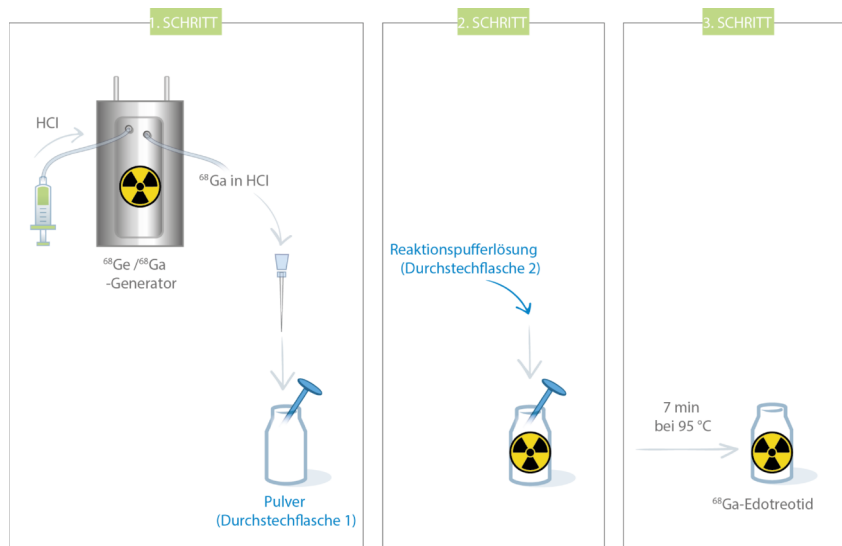 1. SCHRITT
HCl
⁶⁸Ga in HCl
⁶⁸Ge /⁶⁸Ga
-Generator
Pulver
(Durchstechflasche 1)
2. SCHRITT
Reaktionspufferlösung
(Durchstechflasche 2)
3. SCHRITT
7 min
bei 95 °C
⁶⁸Ga-Edotreotid